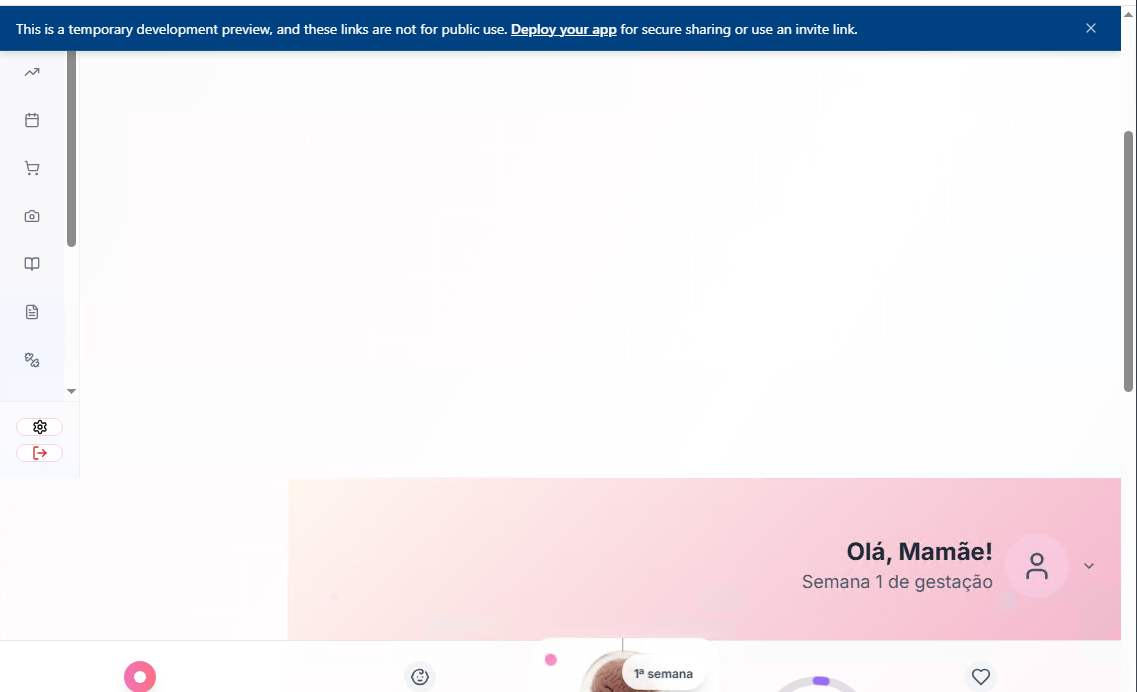 This is a temporary development preview, and these links are not for public use. Deploy your app for secure sharing or use an invite link.
Olá, Mamãe!
Semana 1 de gestação
1ª semana